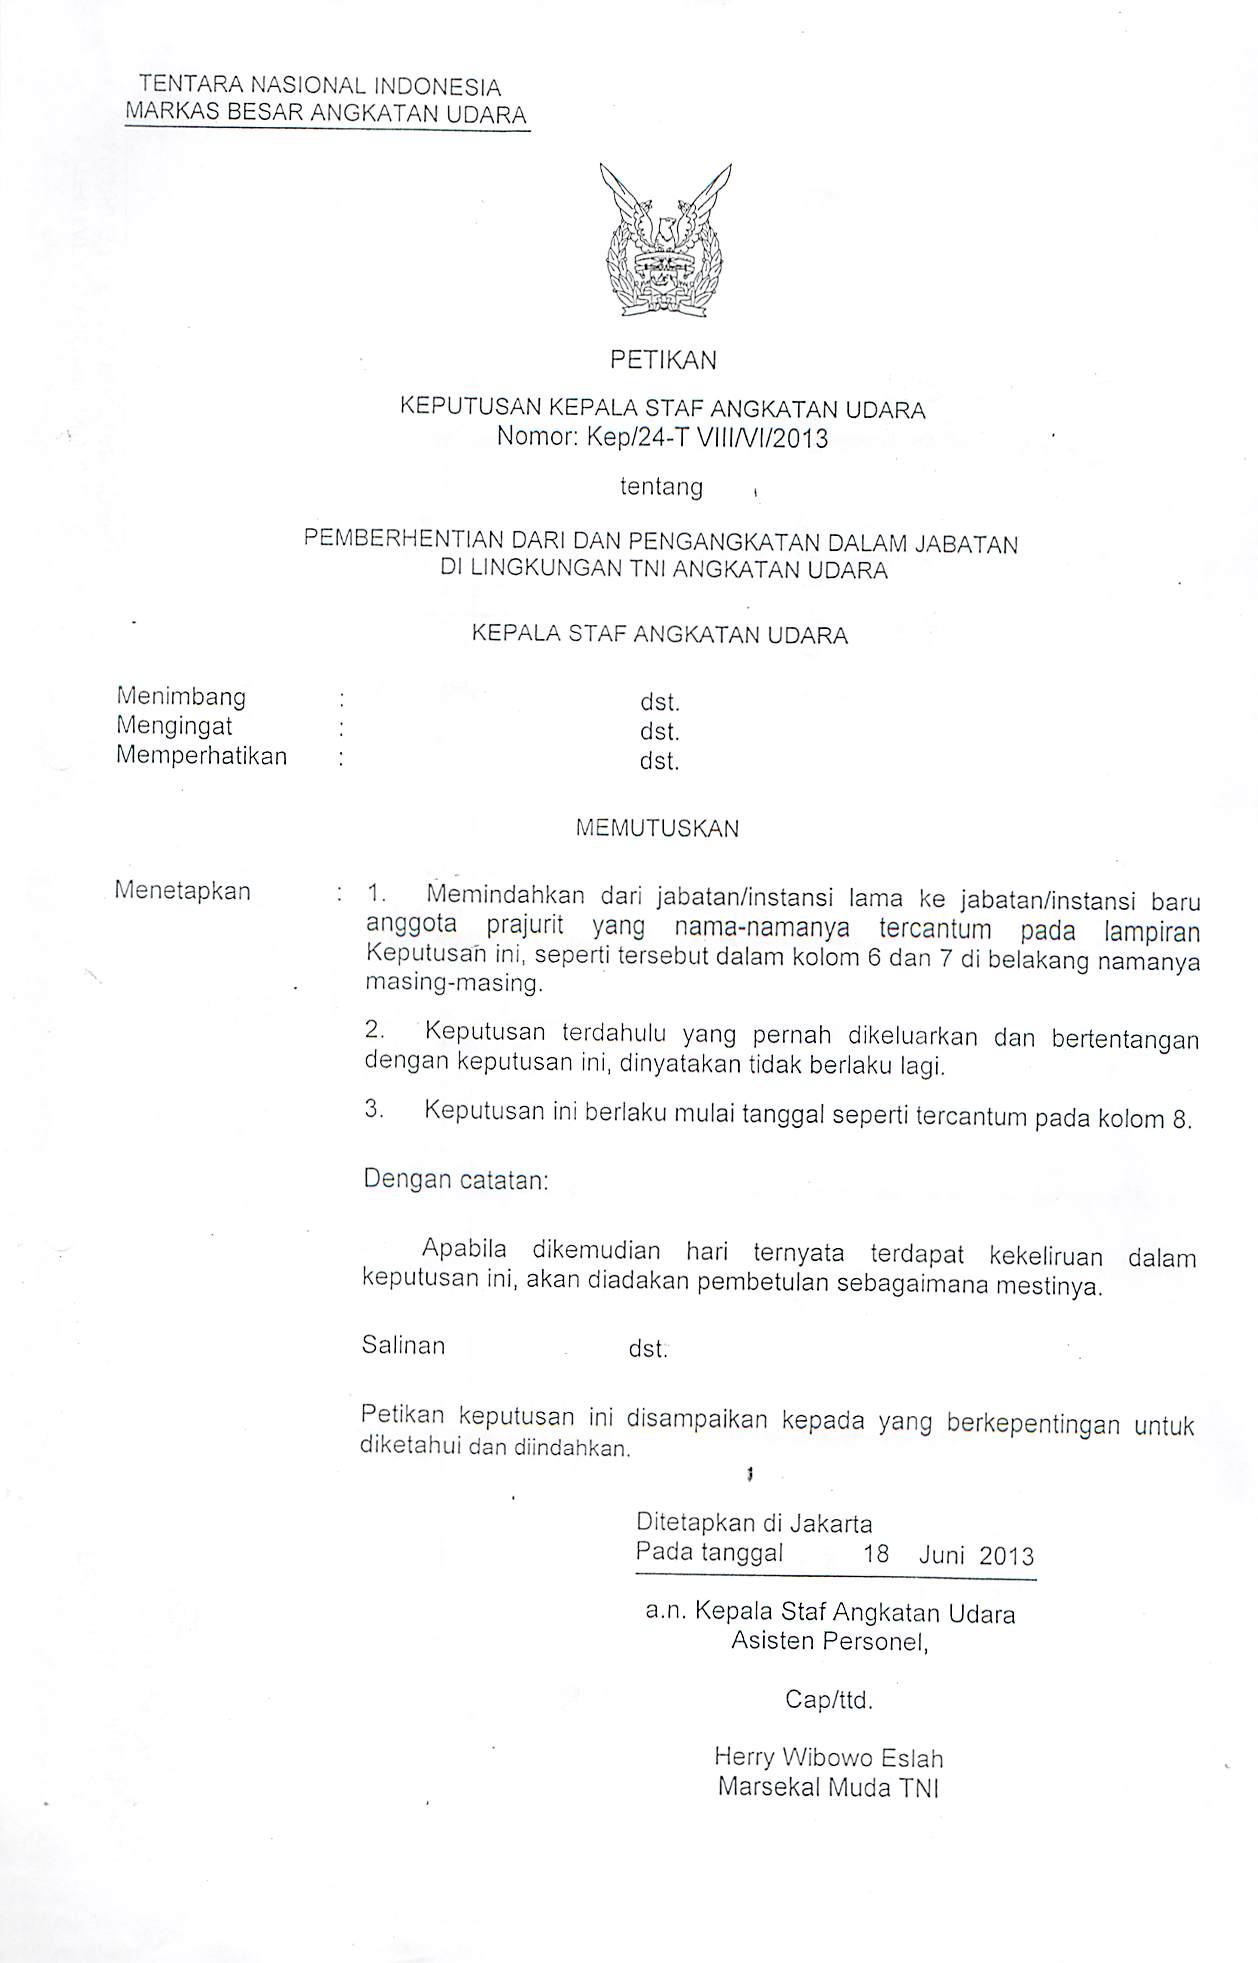 TENTARA NASIONAL INDONESIA
MARKAS BESAR ANGKATAN UDARA
PETIKAN
KEPUTUSAN KEPALA STAF ANGKATAN UDARA
Nomor: Kep/24-T VIII/VI/2013
tentang
PEMBERHENTIAN DARI DAN PENGANGKATAN DALAM JABATAN
DI LINGKUNGAN TNI ANGKATAN UDARA
KEPALA STAF ANGKATAN UDARA
Menimbang : dst.
Mengingat : dst.
Memperhatikan : dst.
MEMUTUSKAN
Menetapkan : 1. Memindahkan dari jabatan/instansi lama ke jabatan/instansi baru
anggota prajurit yang nama-namanya tercantum pada lampiran
Keputusan ini, seperti tersebut dalam kolom 6 dan 7 di belakang namanya
masing-masing.
2. Keputusan terdahulu yang pernah dikeluarkan dan bertentangan
dengan keputusan ini, dinyatakan tidak berlaku lagi.
3. Keputusan ini berlaku mulai tanggal seperti tercantum pada kolom 8.
Dengan catatan:
Apabila dikemudian hari ternyata terdapat kekeliruan dalam
keputusan ini, akan diadakan pembetulan sebagaimana mestinya.
Salinan dst.
Petikan keputusan ini disampaikan kepada yang berkepentingan untuk
diketahui dan diindahkan.
Ditetapkan di Jakarta
Pada tanggal 18 Juni 2013
a.n. Kepala Staf Angkatan Udara
Asisten Personel,
Cap/ttd.
Herry Wibowo Eslah
Marsekal Muda TNI